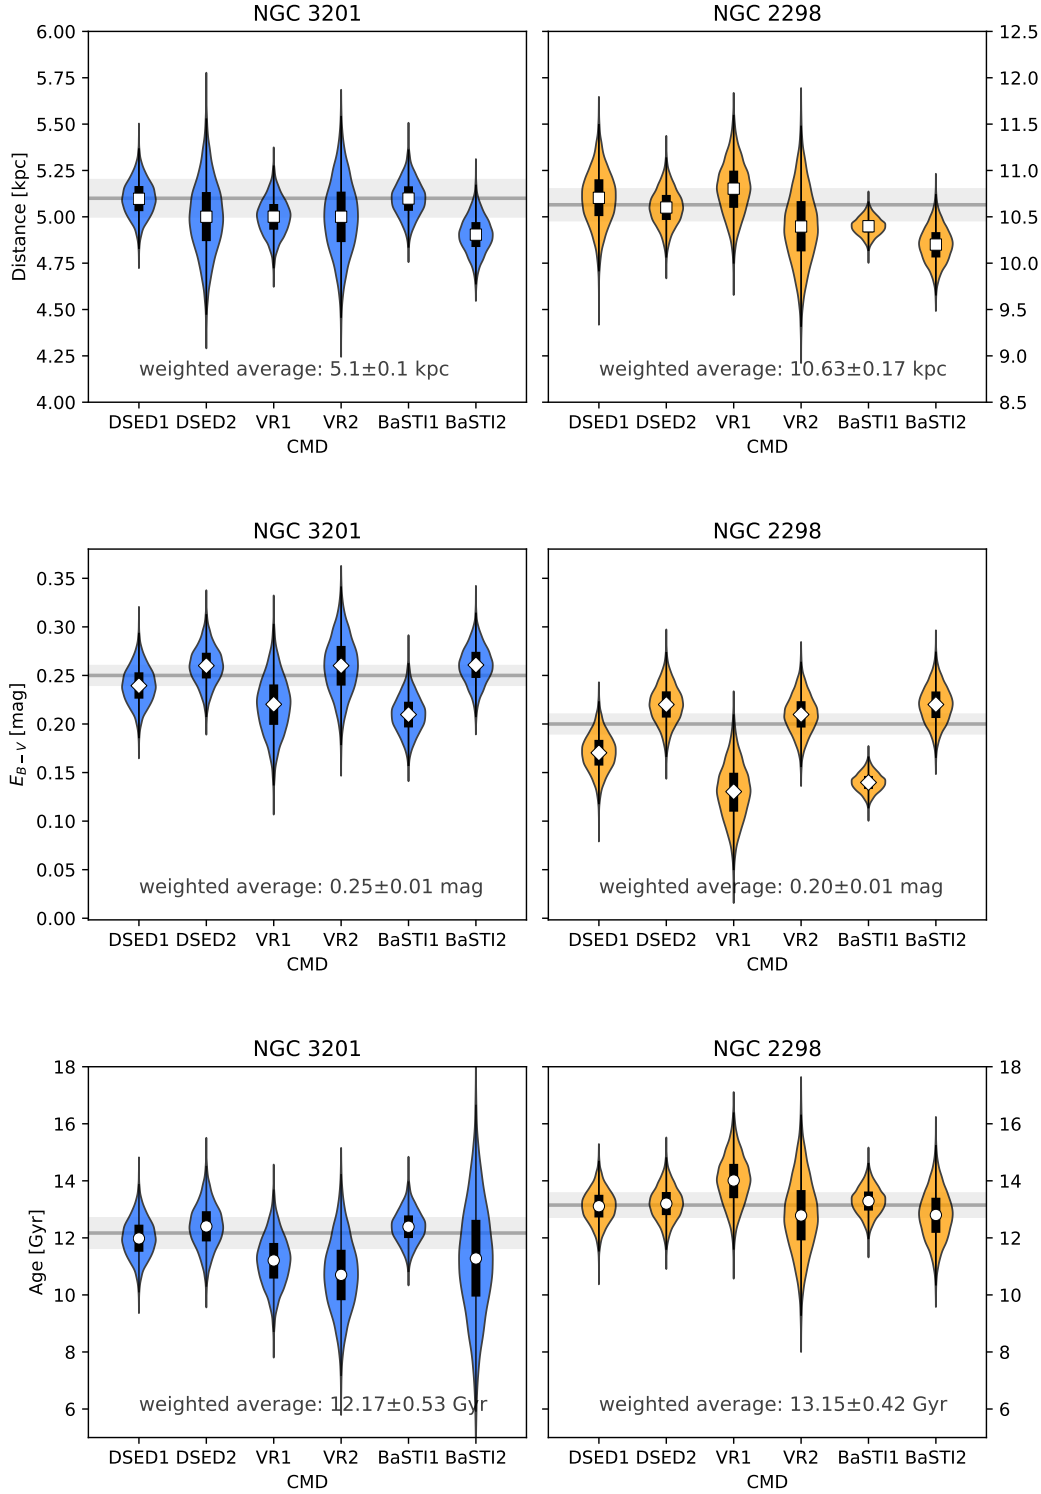 NGC 3201
NGC 2298
6.00
5.75
5.50
5.25
5.00
4.75
4.50
4.25
4.00
Distance [kpc]
weighted average: 5.1±0.1 kpc
DSED1 DSED2 VR1 VR2 BaSTI1 BaSTI2
CMD
12.5
12.0
11.5
11.0
10.5
10.0
9.5
9.0
8.5
weighted average: 10.63±0.17 kpc
DSED1 DSED2 VR1 VR2 BaSTI1 BaSTI2
CMD
NGC 3201
NGC 2298
0.35
0.30
0.25
0.20
0.15
0.10
0.05
0.00
E_{B−V} [mag]
weighted average: 0.25±0.01 mag
DSED1 DSED2 VR1 VR2 BaSTI1 BaSTI2
CMD
weighted average: 0.20±0.01 mag
DSED1 DSED2 VR1 VR2 BaSTI1 BaSTI2
CMD
NGC 3201
NGC 2298
18
16
14
12
10
8
6
Age [Gyr]
weighted average: 12.17±0.53 Gyr
DSED1 DSED2 VR1 VR2 BaSTI1 BaSTI2
CMD
18
16
14
12
10
8
6
weighted average: 13.15±0.42 Gyr
DSED1 DSED2 VR1 VR2 BaSTI1 BaSTI2
CMD